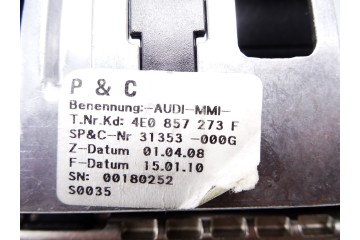 P & C
Benennung:-AUDI-MMI-
T.Nr.Kd: 4E0 857 273 F
SP&C-Nr 31353 -000G
Z-Datum 01.04.08
F-Datum 15.01.10
SN: 00180252
S0035